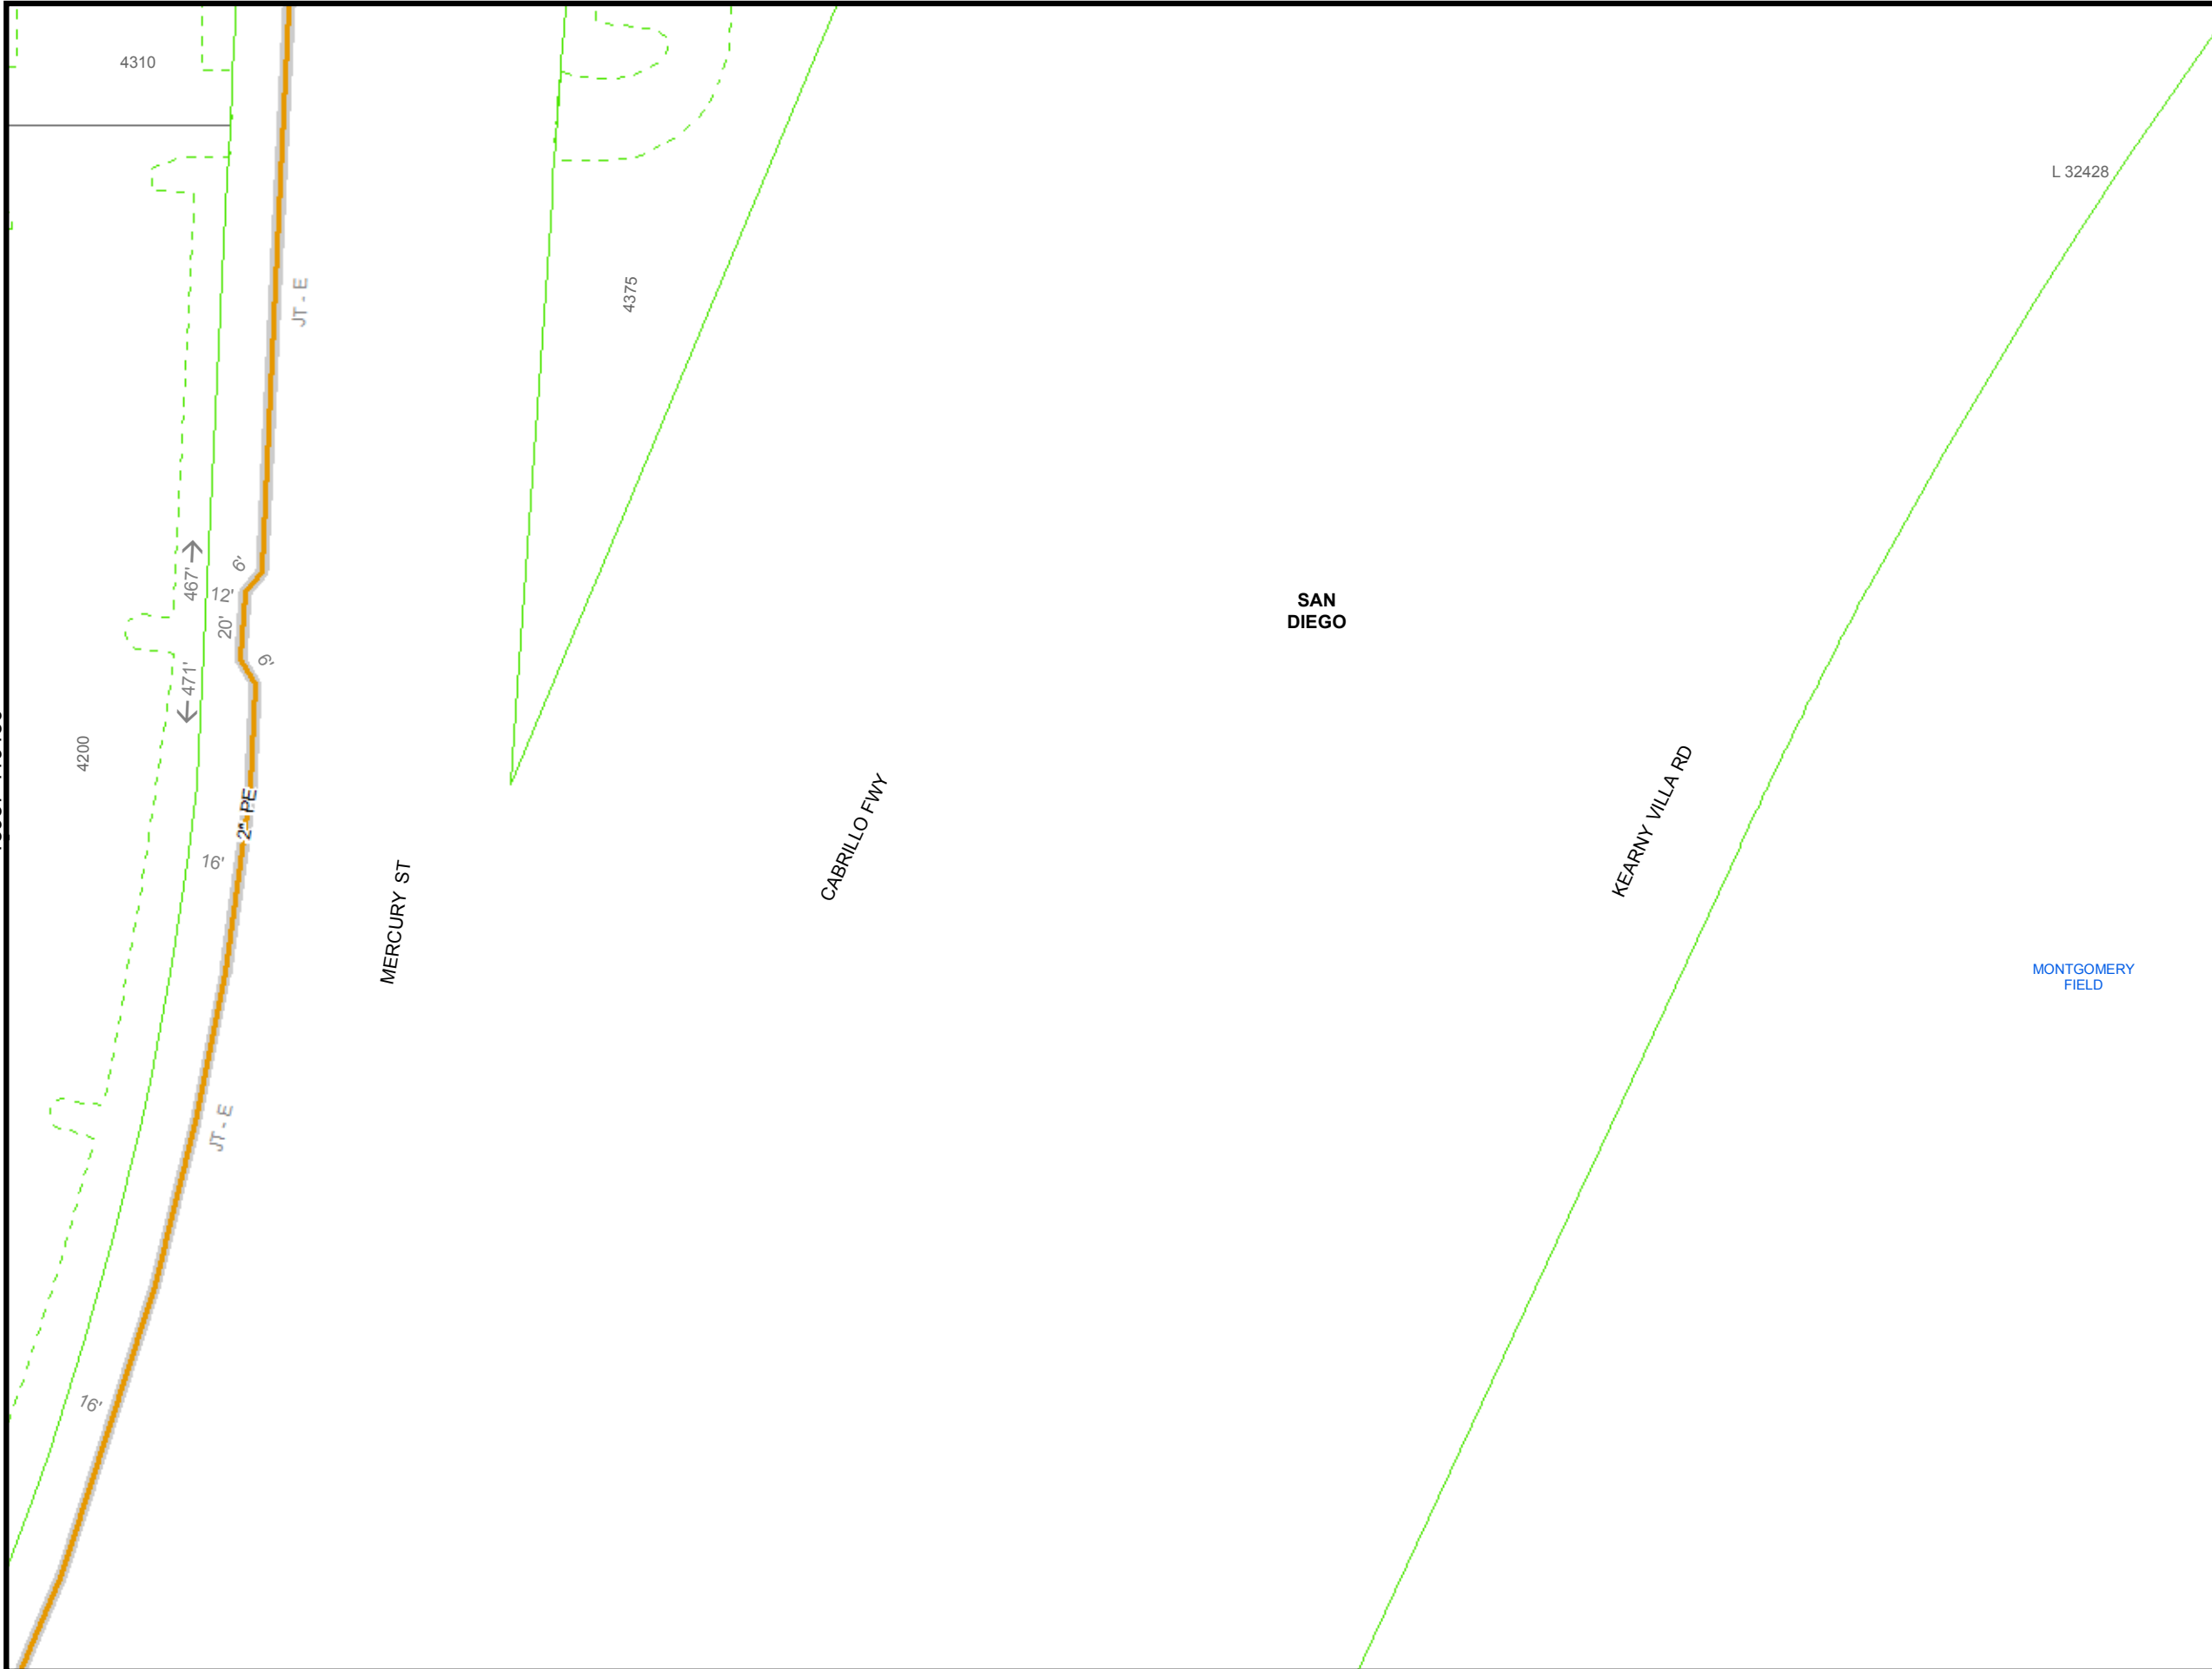 4310
L 32428
JT - E
4375
6'
467'
12'
20'
SAN
DIEGO
6'
471'
4200
2" PE
16'
MERCURY ST
CABRILLO FWY
KEARNY VILLA RD
MONTGOMERY
FIELD
JT - E
16'